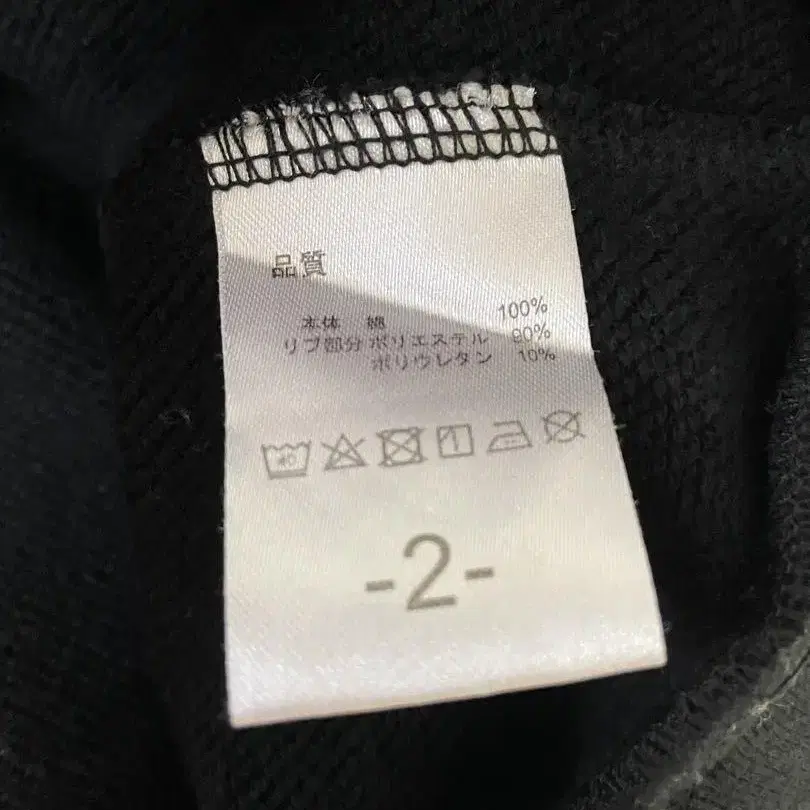 品質
本体 綿 100%
リブ部分 ポリエステル 90%
ポリウレタン 10%
40
-2-